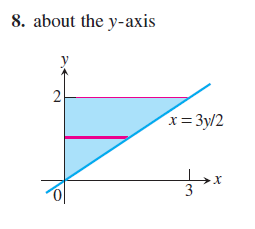 8. about the y-axis
y
2
x = 3y/2
x
0
3